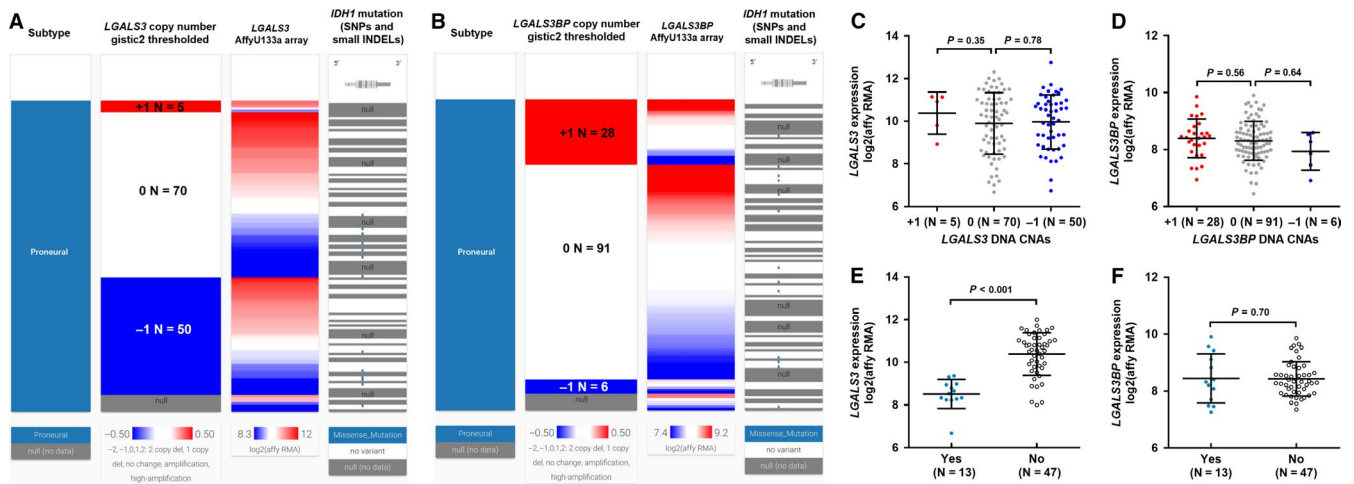 A
Subtype
LGALS3 copy number
gistic2 thresholded
LGALS3
AffyU133a array
IDH1 mutation
(SNPs and
small INDELs)
5′ 3′
+1 N = 5
0 N = 70
–1 N = 50
null
Proneural
null
null
null
null
null
null
Proneural
null (no data)
–0.50 0.50
–2, –1,0,1,2: 2 copy del, 1 copy
del, no change, amplification,
high-amplification
8.3 12
log2(affy RMA)
Missense_Mutation
no variant
null (no data)
B
Subtype
LGALS3BP copy number
gistic2 thresholded
LGALS3BP
AffyU133a array
IDH1 mutation
(SNPs and
small INDELs)
5′ 3′
+1 N = 28
0 N = 91
–1 N = 6
null
Proneural
null
null
null
null
null
null
Proneural
null (no data)
–0.50 0.50
–2, –1,0,1,2: 2 copy del, 1 copy
del, no change, amplification,
high-amplification
7.4 9.2
log2(affy RMA)
Missense_Mutation
no variant
null (no data)
C
LGALS3 expression
log2(affy RMA)
14
12
10
8
6
P = 0.35
P = 0.78
+1 (N = 5) 0 (N = 70) –1 (N = 50)
LGALS3 DNA CNAs
D
LGALS3BP expression
log2(affy RMA)
12
10
8
6
P = 0.56
P = 0.64
+1 (N = 28) 0 (N = 91) –1 (N = 6)
LGALS3BP DNA CNAs
E
LGALS3 expression
log2(affy RMA)
14
12
10
8
6
P < 0.001
Yes No
(N = 13) (N = 47)
F
LGALS3BP expression
log2(affy RMA)
12
10
8
6
P = 0.70
Yes No
(N = 13) (N = 47)